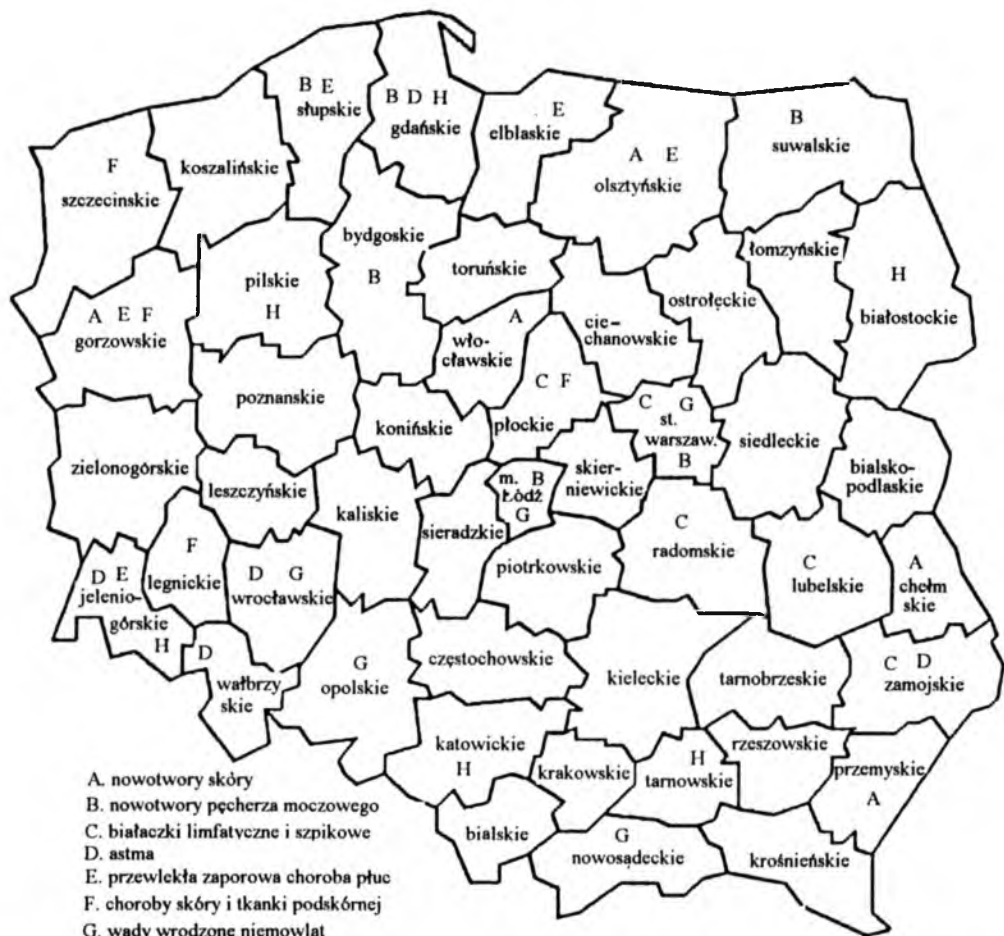 B E
słupskie
B D H
gdańskie
E
elbląskie
A E
olsztyńskie
B
suwalskie
F
szczecinskie
koszalińskie
bydgoskie
B
toruńskie
łomżyńskie
H
białostockie
pilskie
H
ostrołęckie
A E F
gorzowskie
A
wło-
cławskie
cie-
chanowskie
C F
płockie
poznanskie
konińskie
C G
st.
warszaw.
B
siedleckie
zielonogórskie
leszczyńskie
kaliskie
sieradzkie
m. B
Łódź
G
skier-
niewickie
bialsko-
podlaskie
F
legnickie
D E
jelenio-
górskie
H
D G
wrocławskie
piotrkowskie
C
radomskie
C
lubelskie
A
chełm
skie
D
wałbrzy
skie
G
opolskie
częstochowskie
kieleckie
tarnobrzeskie
C D
zamojskie
katowickie
H
krakowskie
H
tarnowskie
rzeszowskie
przemyskie
A
bialskie
G
nowosądeckie
krośnieńskie
A. nowotwory skóry
B. nowotwory pęcherza moczowego
C. białaczki limfatyczne i szpikowe
D. astma
E. przewlekła zaporowa choroba płuc
F. choroby skóry i tkanki podskórnej
G. wady wrodzone niemowląt